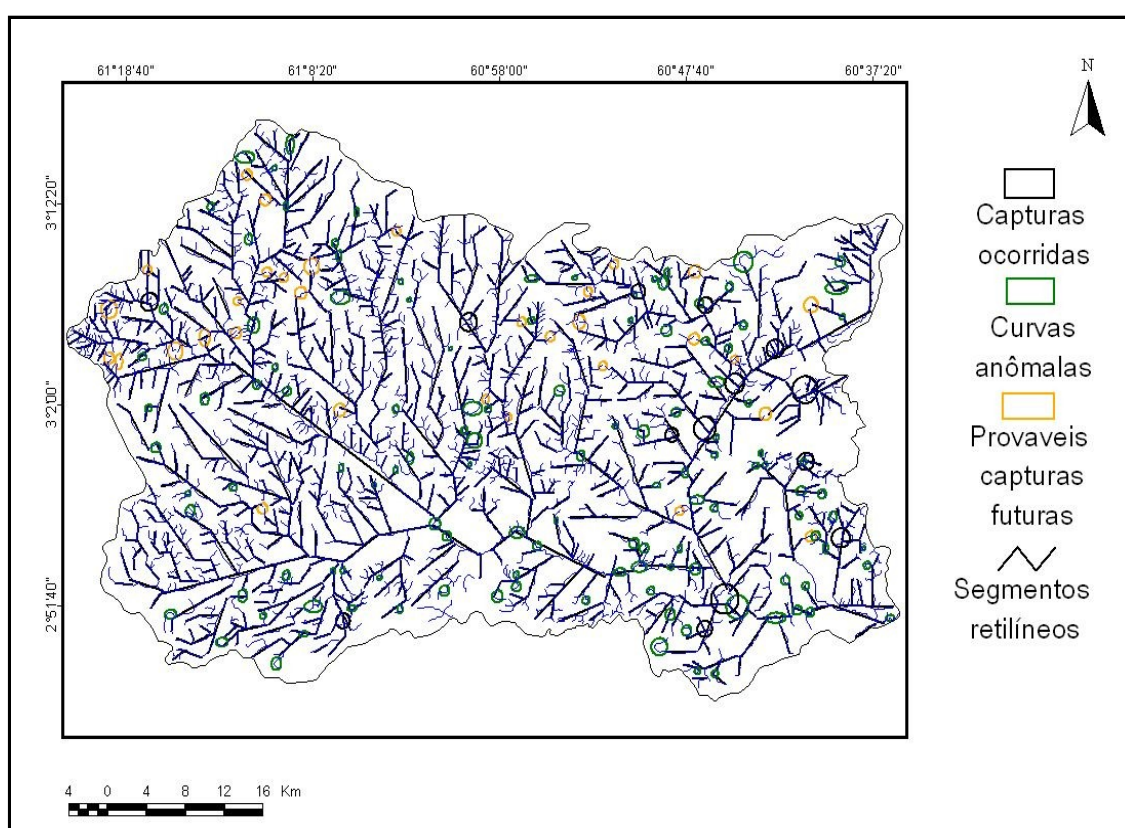 61°18'40"
61°8'20"
60°58'00"
60°47'40"
60°37'20"
N
3°12'20"
3°2'00"
2°51'40"
Capturas
ocorridas
Curvas
anômalas
Provaveis
capturas
futuras
Segmentos
retilíneos
4 0 4 8 12 16 Km